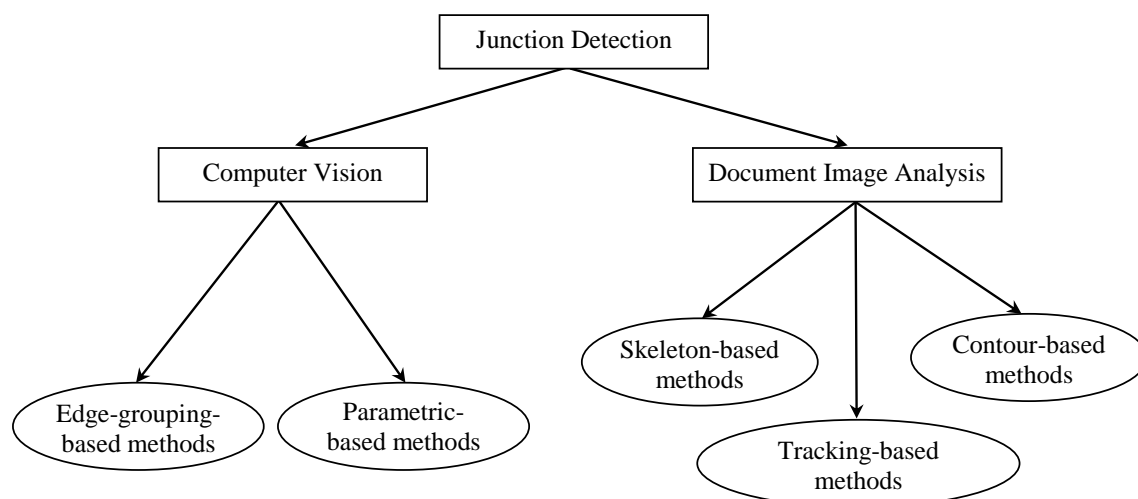 Junction Detection
Computer Vision
Document Image Analysis
Edge-grouping-
based methods
Parametric-
based methods
Skeleton-based
methods
Tracking-based
methods
Contour-based
methods